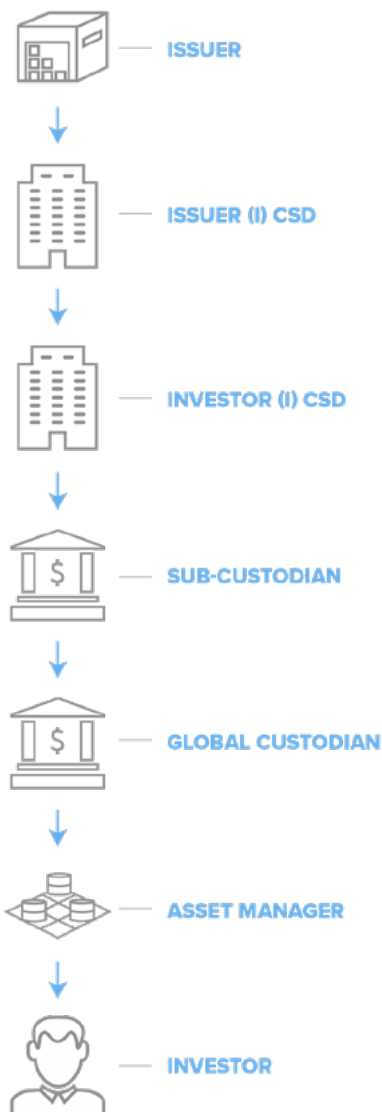 ISSUER
ISSUER (I) CSD
INVESTOR (I) CSD
$
SUB-CUSTODIAN
$
GLOBAL CUSTODIAN
ASSET MANAGER
INVESTOR